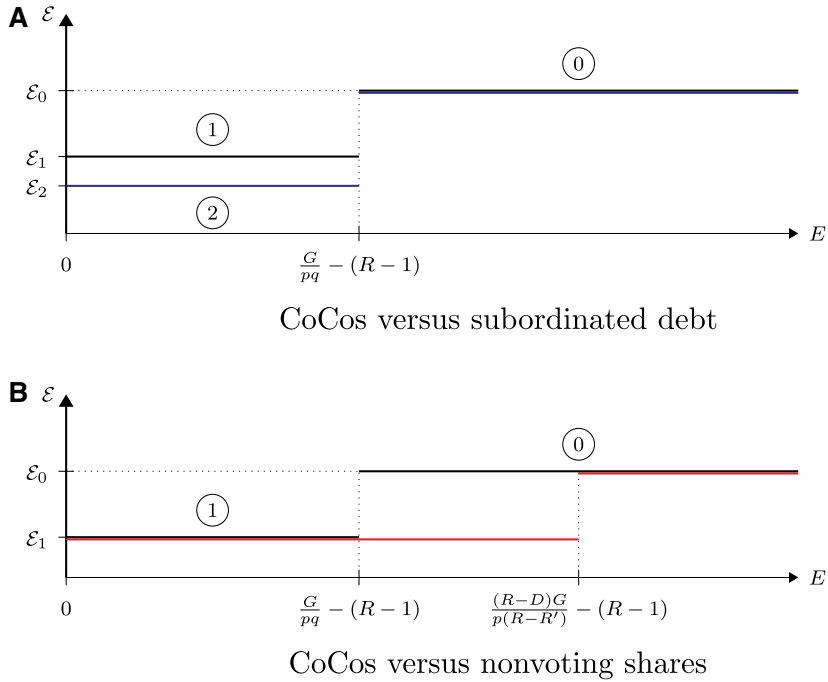 A
ℰ
0
ℰ₀
1
ℰ₁
ℰ₂
2
E
0
G/pq − (R − 1)
CoCos versus subordinated debt
B
ℰ
0
ℰ₀
1
ℰ₁
E
0
G/pq − (R − 1)
(R−D)G/p(R−R′) − (R − 1)
CoCos versus nonvoting shares